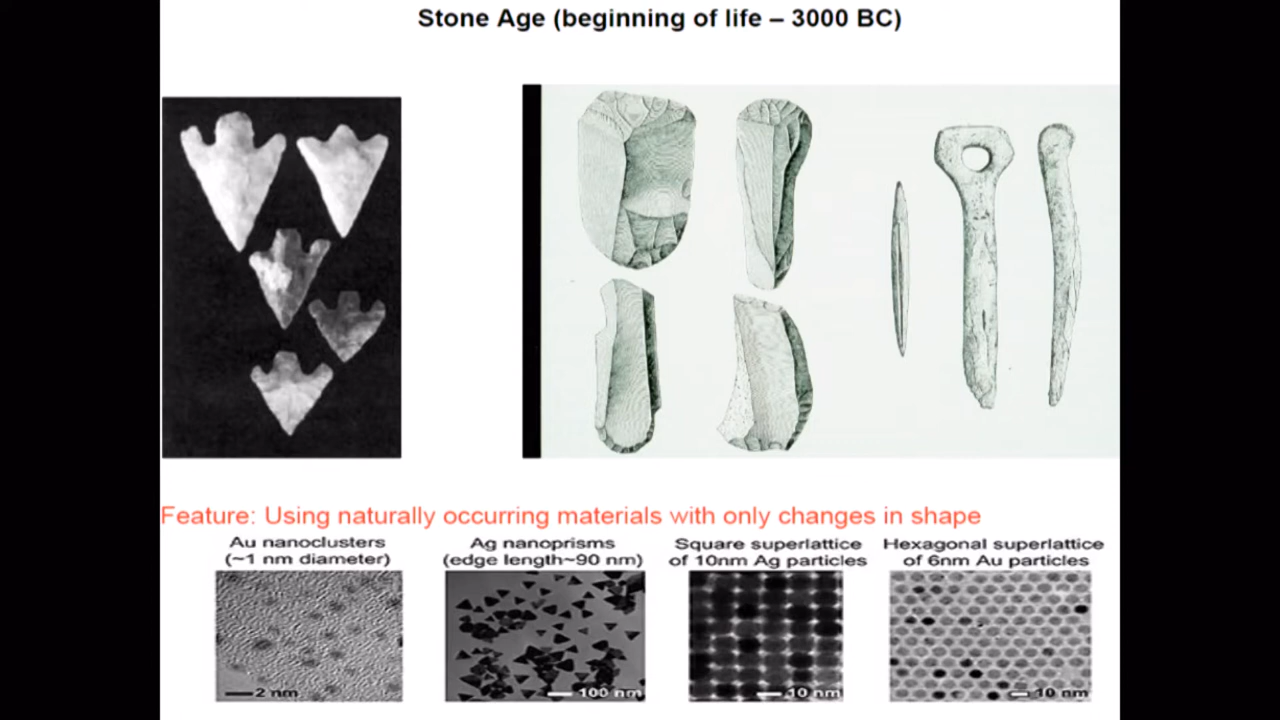 Stone Age (beginning of life – 3000 BC)
Feature: Using naturally occurring materials with only changes in shape
Au nanoclusters
(~1 nm diameter)
2 nm
Ag nanoprisms
(edge length~90 nm)
100 nm
Square superlattice
of 10nm Ag particles
10 nm
Hexagonal superlattice
of 6nm Au particles
10 nm